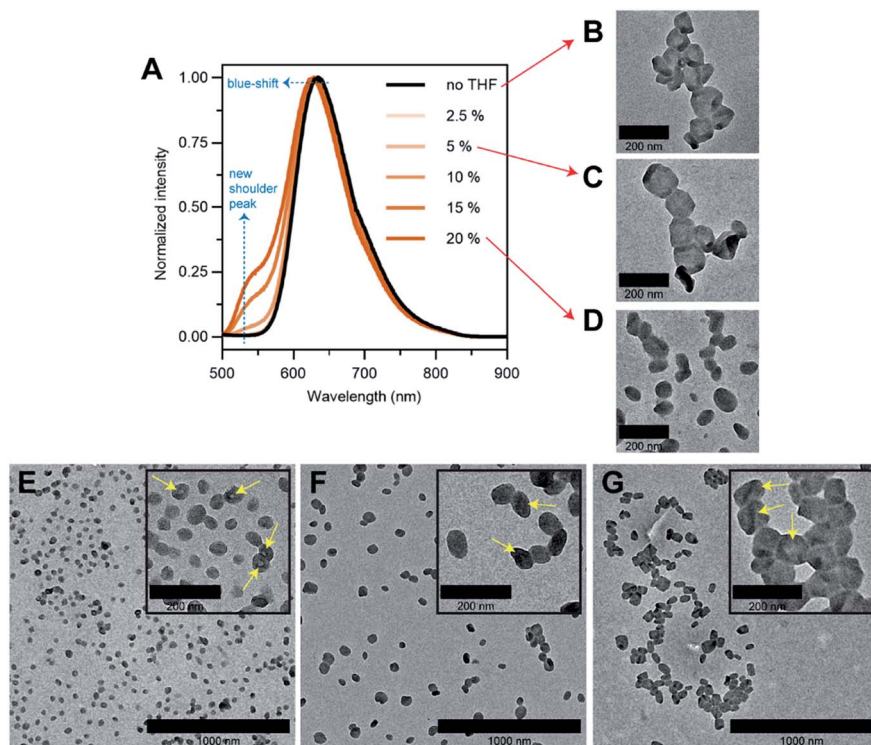 A
Normalized intensity
1.00
0.75
0.50
0.25
0.00
500
600
700
800
900
Wavelength (nm)
blue-shift
new
shoulder
peak
no THF
2.5 %
5 %
10 %
15 %
20 %
B
200 nm
C
200 nm
D
200 nm
E
200 nm
1000 nm
F
200 nm
1000 nm
G
200 nm
1000 nm